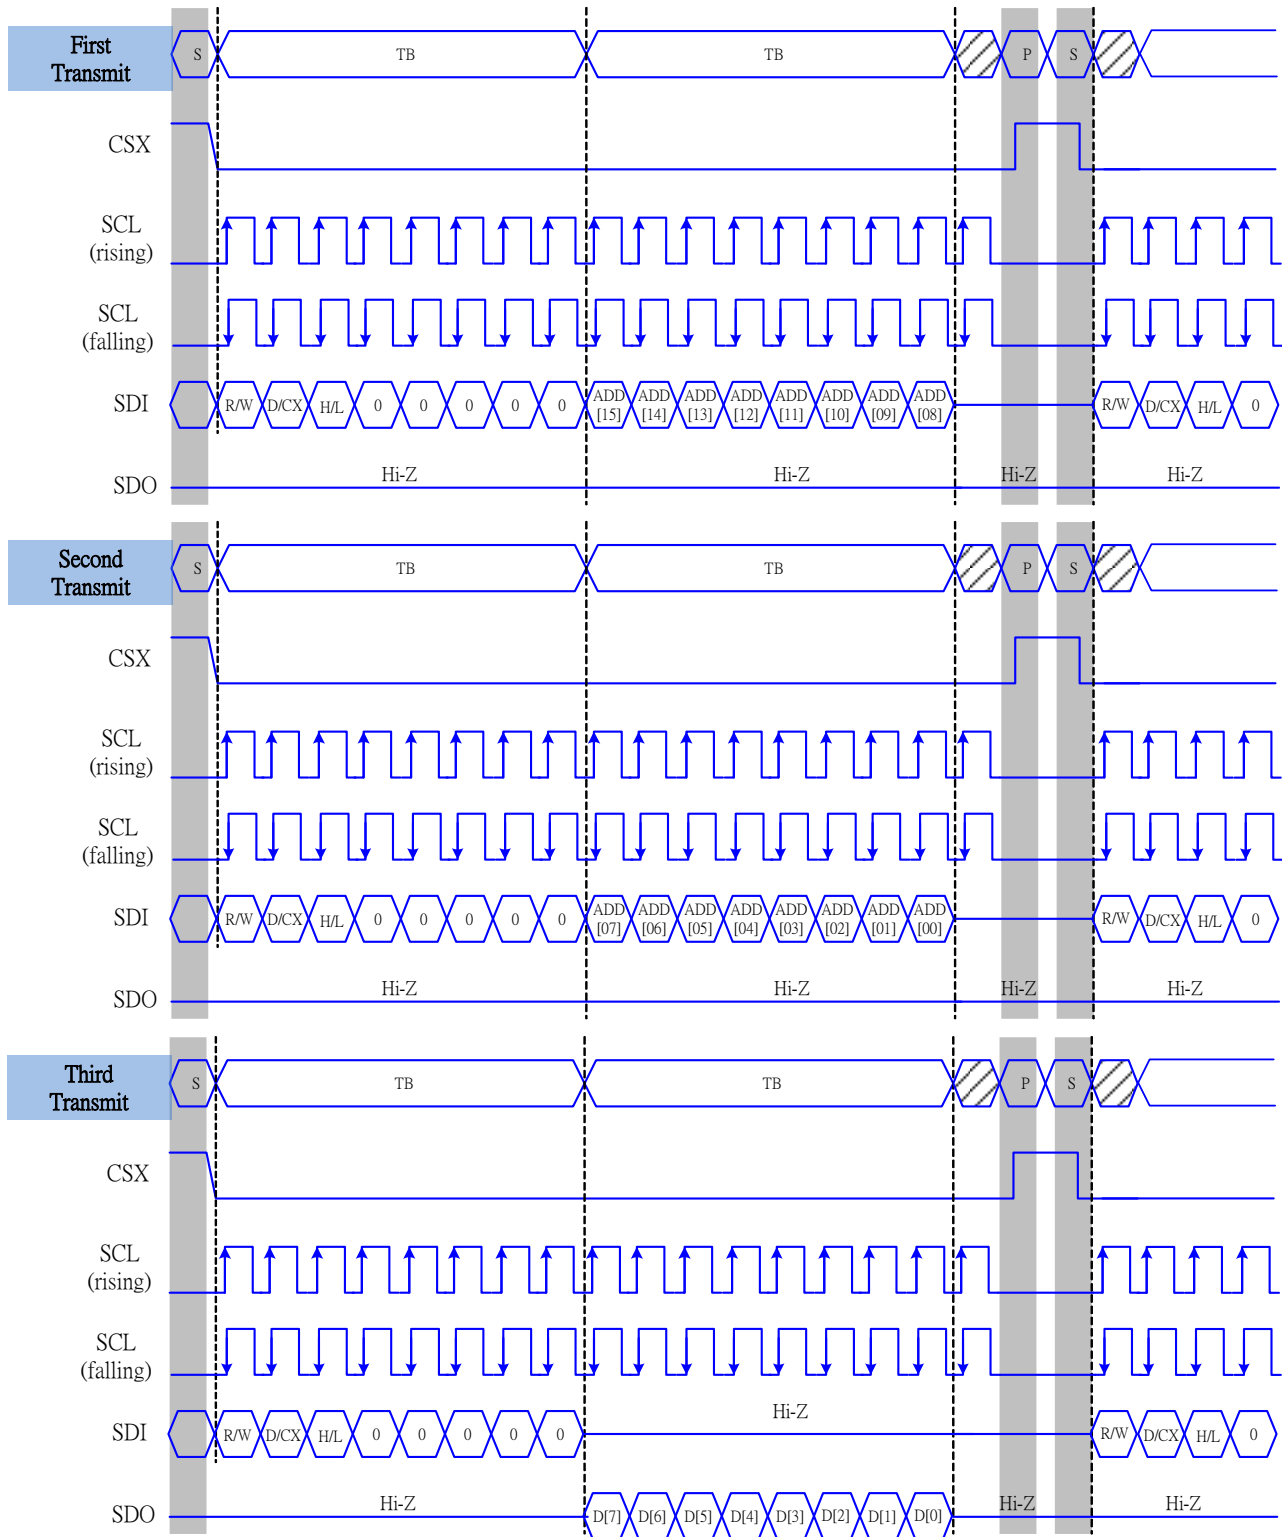 First
Transmit
S TB TB P S
CSX
SCL
(rising)
SCL
(falling)
SDI R/W D/CX H/L 0 0 0 0 0 ADD [15] ADD [14] ADD [13] ADD [12] ADD [11] ADD [10] ADD [09] ADD [08] R/W D/CX H/L 0
SDO Hi-Z Hi-Z Hi-Z Hi-Z
Second
Transmit
S TB TB P S
CSX
SCL
(rising)
SCL
(falling)
SDI R/W D/CX H/L 0 0 0 0 0 ADD [07] ADD [06] ADD [05] ADD [04] ADD [03] ADD [02] ADD [01] ADD [00] R/W D/CX H/L 0
SDO Hi-Z Hi-Z Hi-Z Hi-Z
Third
Transmit
S TB TB P S
CSX
SCL
(rising)
SCL
(falling)
SDI R/W D/CX H/L 0 0 0 0 0 Hi-Z R/W D/CX H/L 0
SDO Hi-Z D[7] D[6] D[5] D[4] D[3] D[2] D[1] D[0] Hi-Z Hi-Z